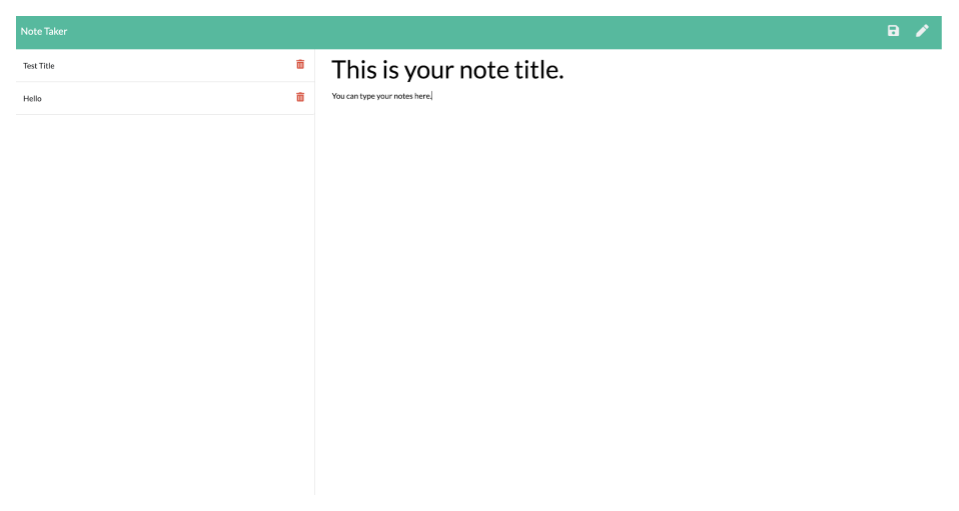 Note Taker
Test Title
Hello
This is your note title.
You can type your notes here.